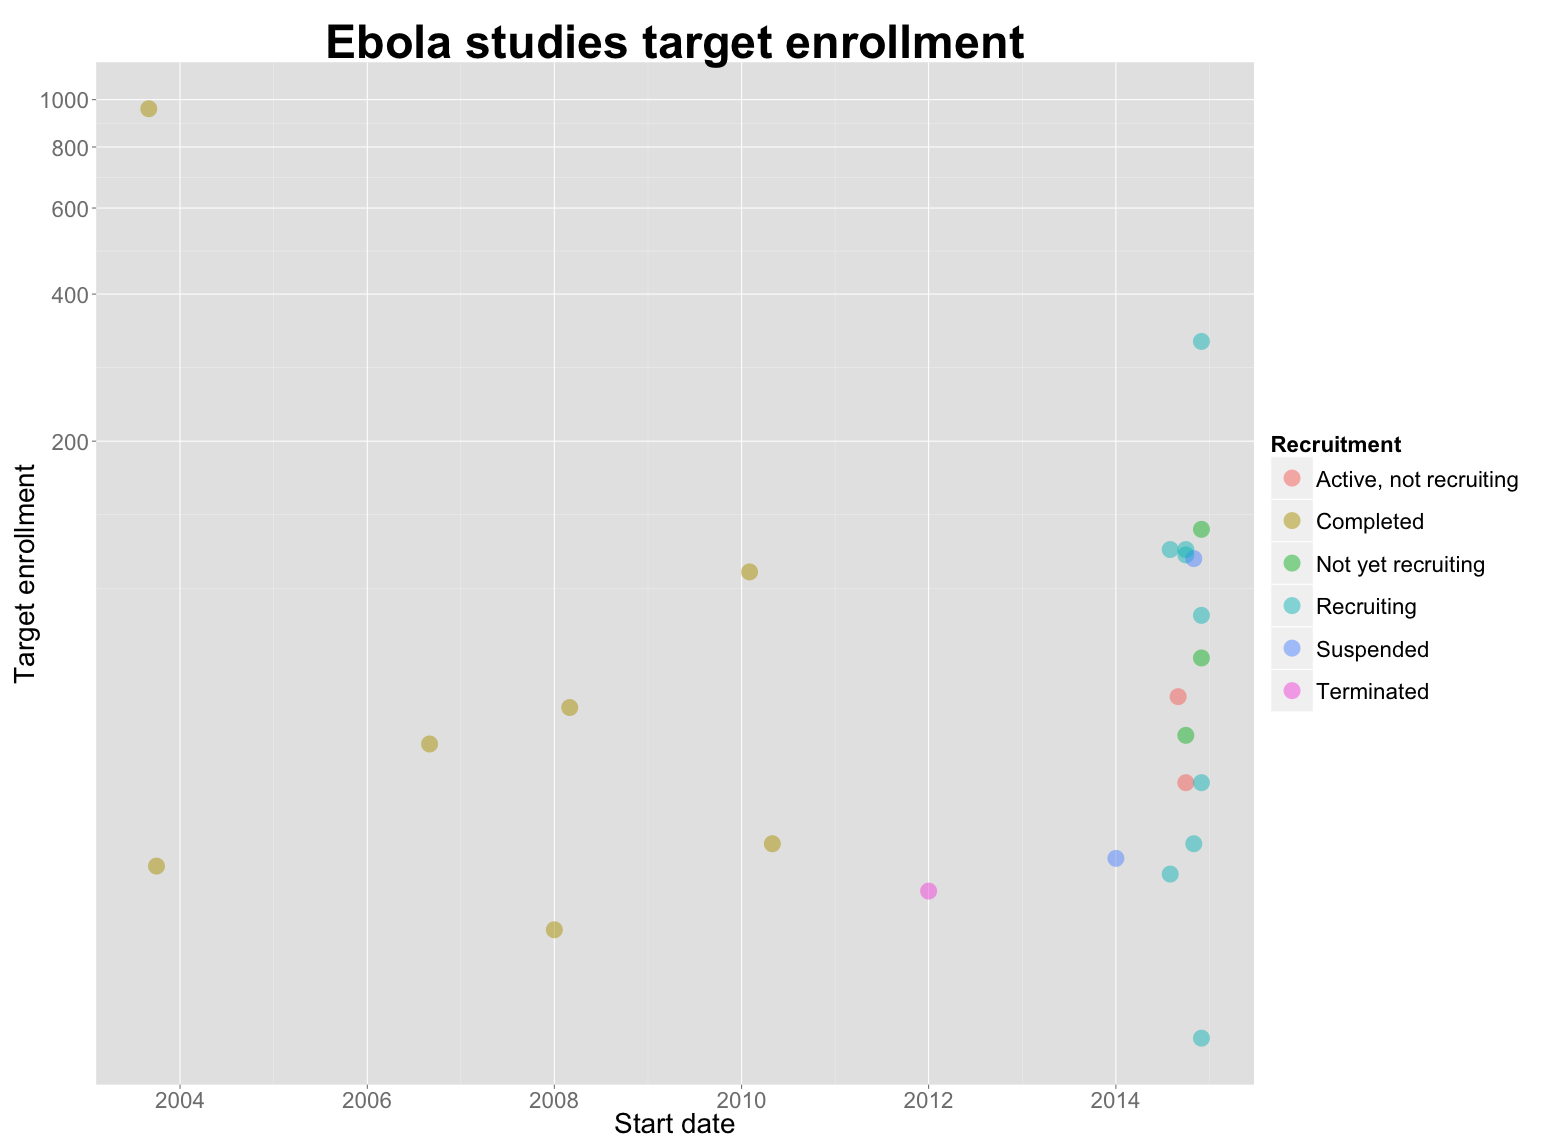 Ebola studies target enrollment
1000
800
600
400
200
Target enrollment
2004
2006
2008
2010
2012
2014
Start date
Recruitment
Active, not recruiting
Completed
Not yet recruiting
Recruiting
Suspended
Terminated